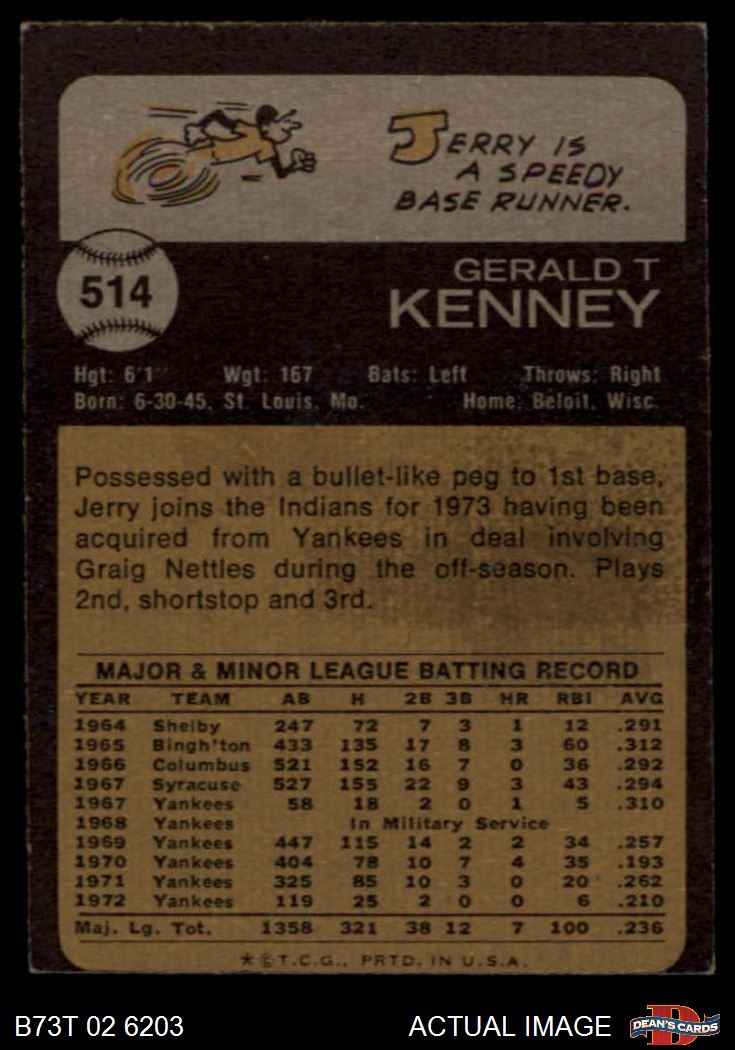 JERRY IS
A SPEEDY
BASE RUNNER.
514
GERALD T
KENNEY
Hgt: 6'1" Wgt: 167 Bats: Left Throws: Right
Born: 6-30-45, St. Louis, Mo. Home: Beloit, Wisc.
Possessed with a bullet-like peg to 1st base,
Jerry joins the Indians for 1973 having been
acquired from Yankees in deal involving
Graig Nettles during the off-season. Plays
2nd, shortstop and 3rd.
MAJOR & MINOR LEAGUE BATTING RECORD
YEAR TEAM AB H 2B 3B HR RBI AVG
1964 Shelby 247 72 7 3 1 12 .291
1965 Bingh'ton 433 135 17 8 3 60 .312
1966 Columbus 521 152 16 7 0 36 .292
1967 Syracuse 527 155 22 9 3 43 .294
1967 Yankees 58 18 2 0 1 5 .310
1968 Yankees In Military Service
1969 Yankees 447 115 14 2 2 34 .257
1970 Yankees 404 78 10 7 4 35 .193
1971 Yankees 325 85 10 3 0 20 .262
1972 Yankees 119 25 2 0 0 6 .210
Maj. Lg. Tot. 1358 321 38 12 7 100 .236
*©T.C.G., PRTD. IN U.S.A.
B73T 02 6203 ACTUAL IMAGE D DEAN'S CARDS